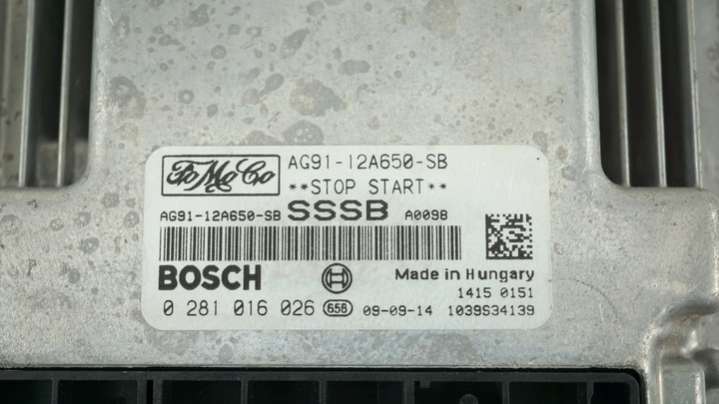 FoMoCo AG91-12A650-SB
**STOP START**
AG91-12A650-SB SSSB A009B
BOSCH Made in Hungary
1415 0151
0 281 016 026 656 09-09-14 1039S34139